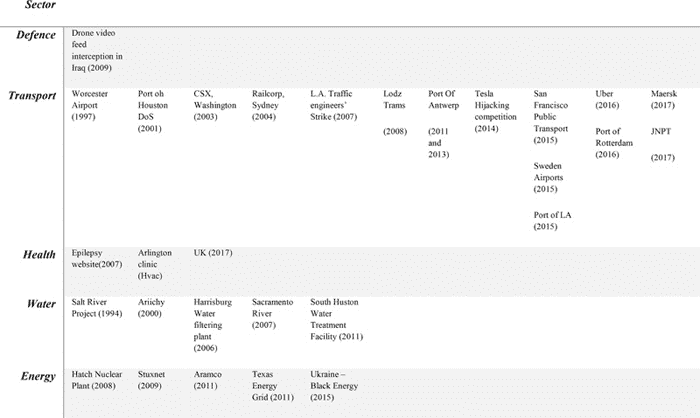 Sector
Defence
Drone video
feed
interception in
Iraq (2009)
Transport
Worcester
Airport
(1997)
Port oh
Houston
DoS
(2001)
CSX,
Washington
(2003)
Railcorp,
Sydney
(2004)
L.A. Traffic
engineers'
Strike (2007)
Lodz
Trams
(2008)
Port Of
Antwerp
(2011
and
2013)
Tesla
Hijacking
competition
(2014)
San
Francisco
Public
Transport
(2015)
Sweden
Airports
(2015)
Port of LA
(2015)
Uber
(2016)
Port of
Rotterdam
(2016)
Maersk
(2017)
JNPT
(2017)
Health
Epilepsy
website(2007)
Arlington
clinic
(Hvac)
UK (2017)
Water
Salt River
Project (1994)
Ariichy
(2000)
Harrisburg
Water
filtering
plant
(2006)
Sacramento
River
(2007)
South Huston
Water
Treatment
Facility (2011)
Energy
Hatch Nuclear
Plant (2008)
Stuxnet
(2009)
Aramco
(2011)
Texas
Energy
Grid (2011)
Ukraine –
Black Energy
(2015)